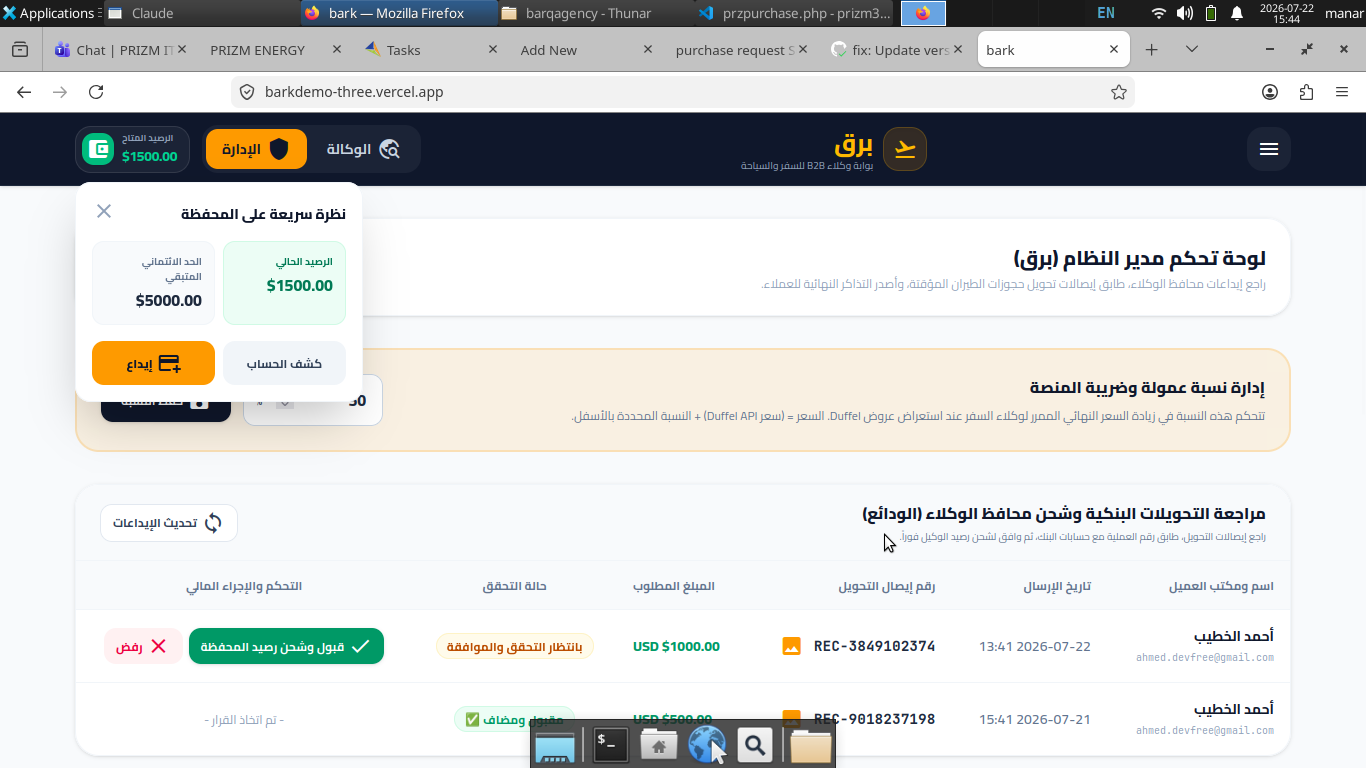 Applications
Claude
bark — Mozilla Firefox
barqagency - Thunar
przpurchase.php - prizm3...
EN
2026-07-22
15:44
manar
Chat | PRIZM IT
PRIZM ENERGY
Tasks
Add New
purchase request S
fix: Update vers
bark
barkdemo-three.vercel.app
برق
بوابة وكلاء B2B للسفر والسياحة
الوكالة
الإدارة
الرصيد المتاح
$1500.00
نظرة سريعة على المحفظة
الرصيد الحالي
$1500.00
الحد الائتماني المتبقي
$5000.00
كشف الحساب
إيداع
لوحة تحكم مدير النظام (برق)
راجع إيداعات محافظ الوكلاء، طابق إيصالات تحويل حجوزات الطيران المؤقتة، وأصدر التذاكر النهائية للعملاء.
إدارة نسبة عمولة وضريبة المنصة
تتحكم هذه النسبة في زيادة السعر النهائي الممرر لوكلاء السفر عند استعراض عروض Duffel. السعر = (سعر Duffel API) + النسبة المحددة بالأسفل.
%
مراجعة التحويلات البنكية وشحن محافظ الوكلاء (الودائع)
راجع إيصالات التحويل، طابق رقم العملية مع حسابات البنك، ثم وافق لشحن رصيد الوكيل فوراً.
تحديث الإيداعات
اسم ومكتب العميل
تاريخ الإرسال
رقم إيصال التحويل
المبلغ المطلوب
حالة التحقق
التحكم والإجراء المالي
أحمد الخطيب
ahmed.devfree@gmail.com
13:41 2026-07-22
REC-3849102374
USD $1000.00
بانتظار التحقق والموافقة
قبول وشحن رصيد المحفظة
رفض
أحمد الخطيب
ahmed.devfree@gmail.com
15:41 2026-07-21
REC-9018237198
USD $500.00
مقبول ومضاف
- تم اتخاذ القرار -